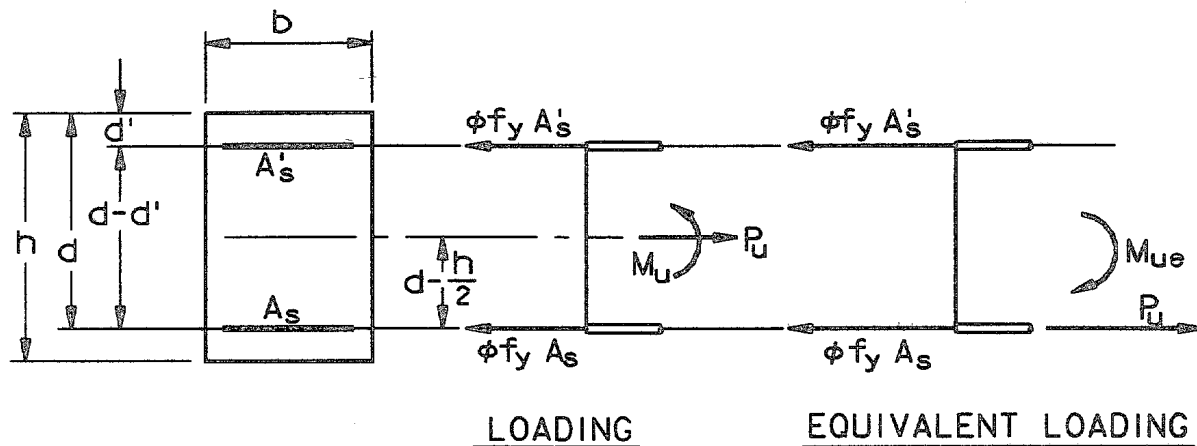 b
d'
A's
d-d'
h
d
As
d-h/2
φfy A's
Mu
Pu
φfy As
φfy A's
Mue
Pu
φfy As
LOADING
EQUIVALENT LOADING